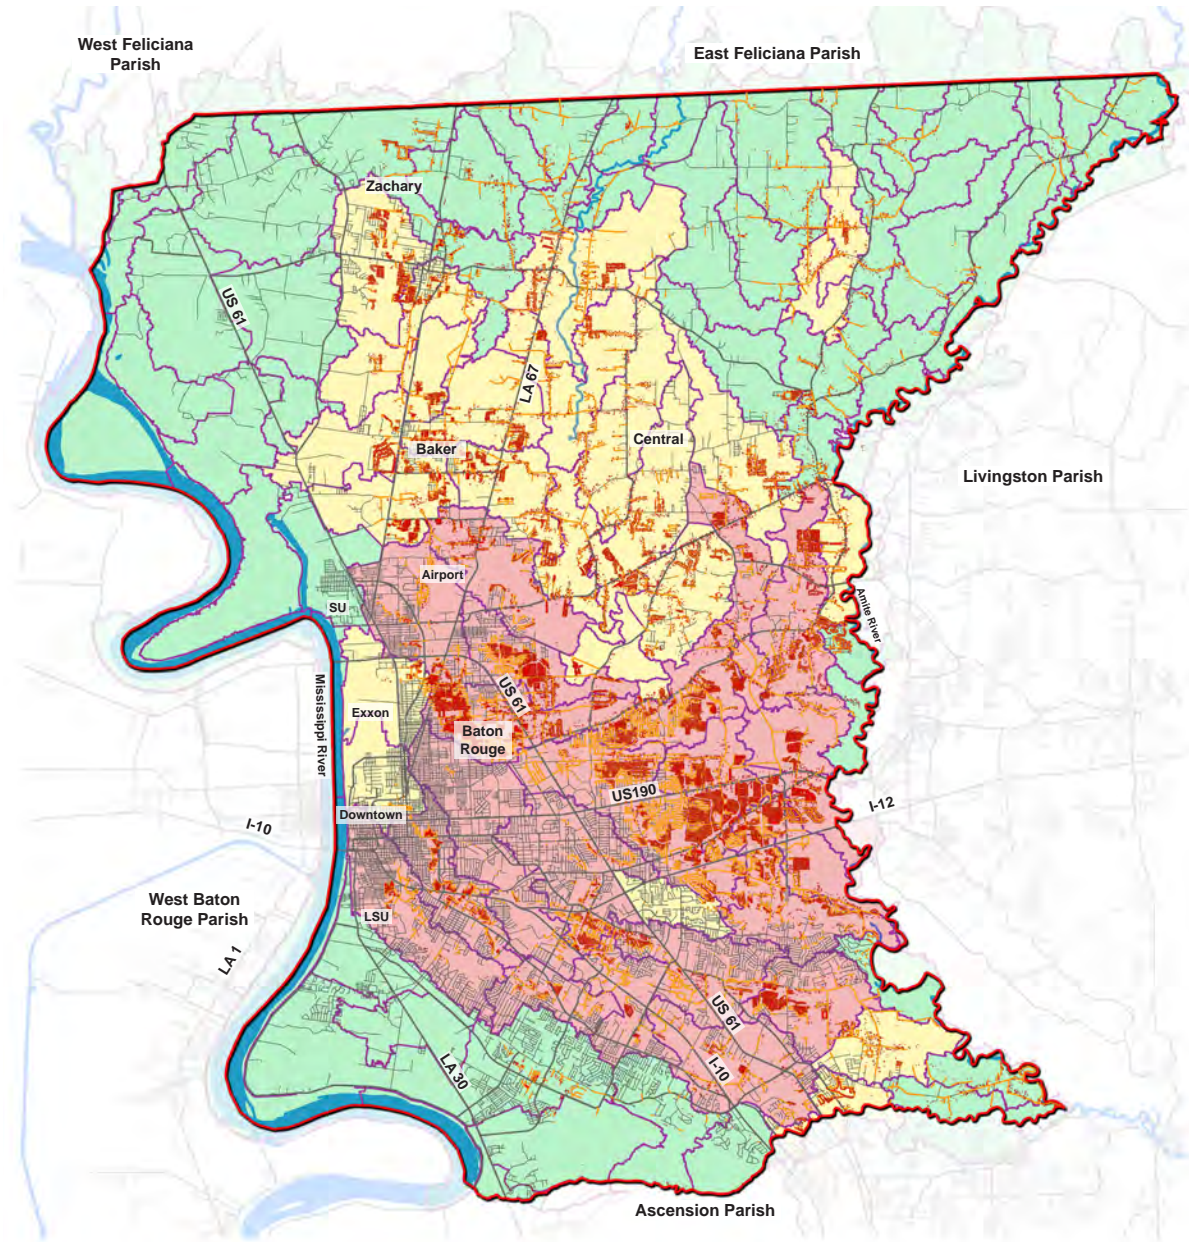 West Feliciana
Parish
East Feliciana Parish
Zachary
US 61
LA 67
Central
Baker
Livingston Parish
Airport
SU
Amite River
Mississippi River
US 61
Exxon
Baton
Rouge
US190
I-12
Downtown
I-10
West Baton
Rouge Parish
LSU
LA 1
US 61
I-10
LA 30
Ascension Parish